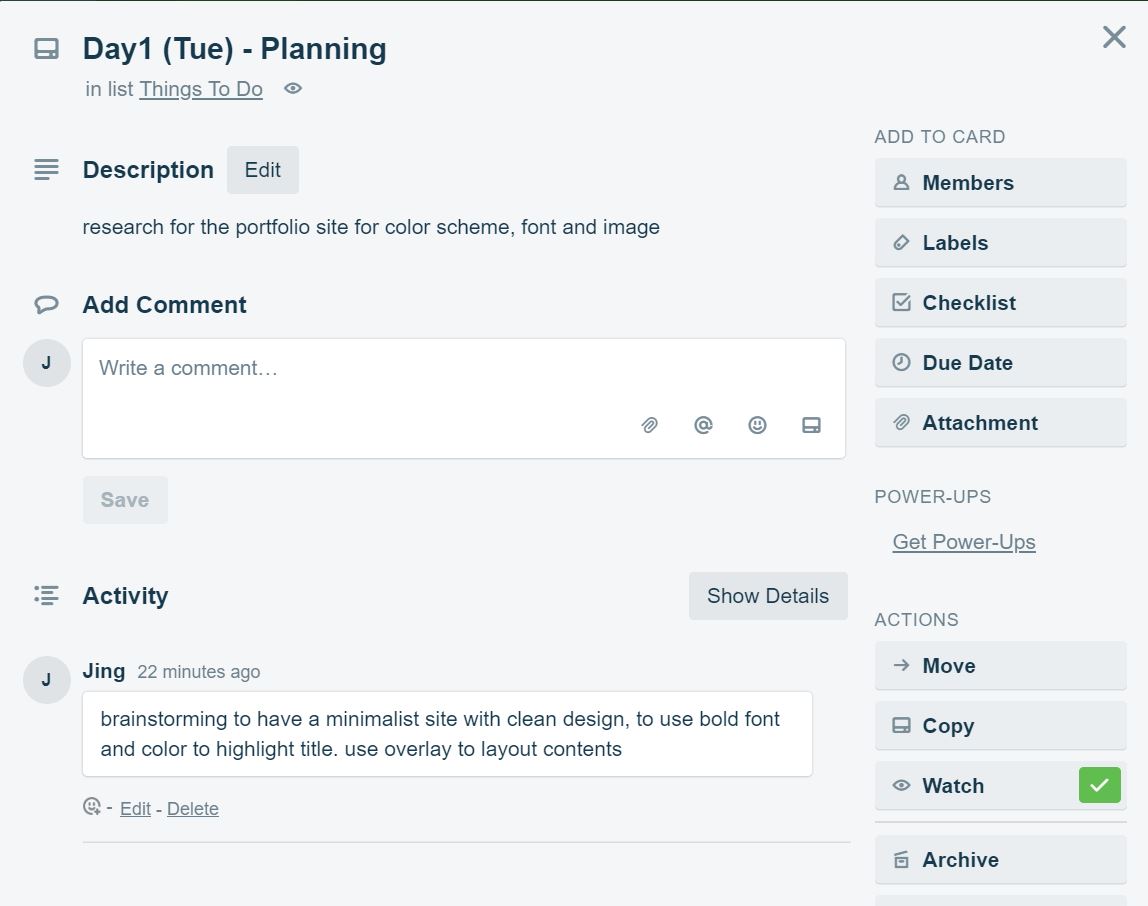 Day1 (Tue) - Planning
in list Things To Do
Description Edit
research for the portfolio site for color scheme, font and image
Add Comment
J
Write a comment…
Save
Activity
Show Details
J
Jing 22 minutes ago
brainstorming to have a minimalist site with clean design, to use bold font
and color to highlight title. use overlay to layout contents
- Edit - Delete
ADD TO CARD
Members
Labels
Checklist
Due Date
Attachment
POWER-UPS
Get Power-Ups
ACTIONS
Move
Copy
Watch
Archive